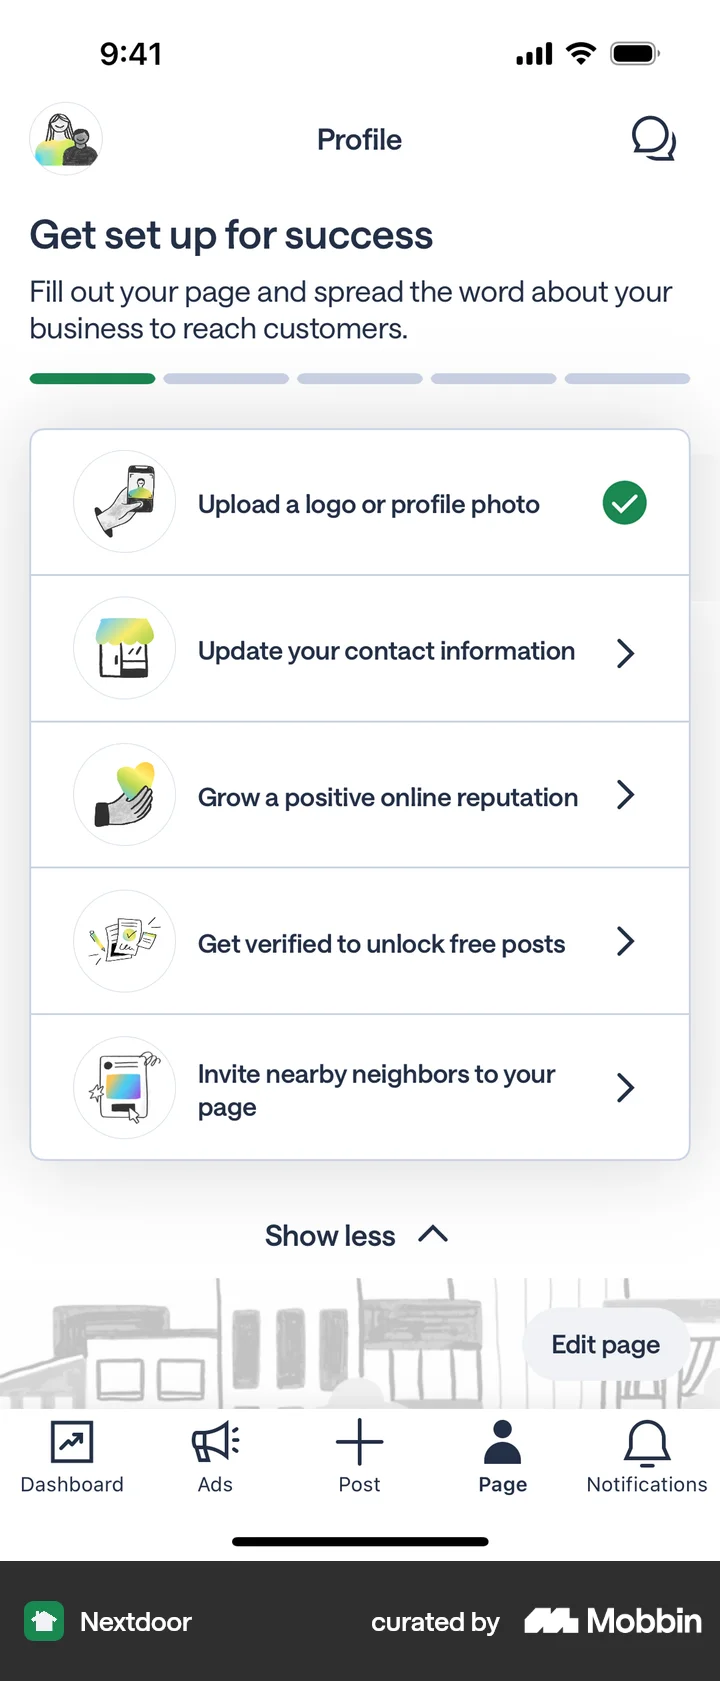 9:41
Profile
Get set up for success
Fill out your page and spread the word about your
business to reach customers.
Upload a logo or profile photo
Update your contact information
Grow a positive online reputation
Get verified to unlock free posts
Invite nearby neighbors to your
page
Show less
Edit page
Dashboard
Ads
Post
Page
Notifications
Nextdoor
curated by
Mobbin